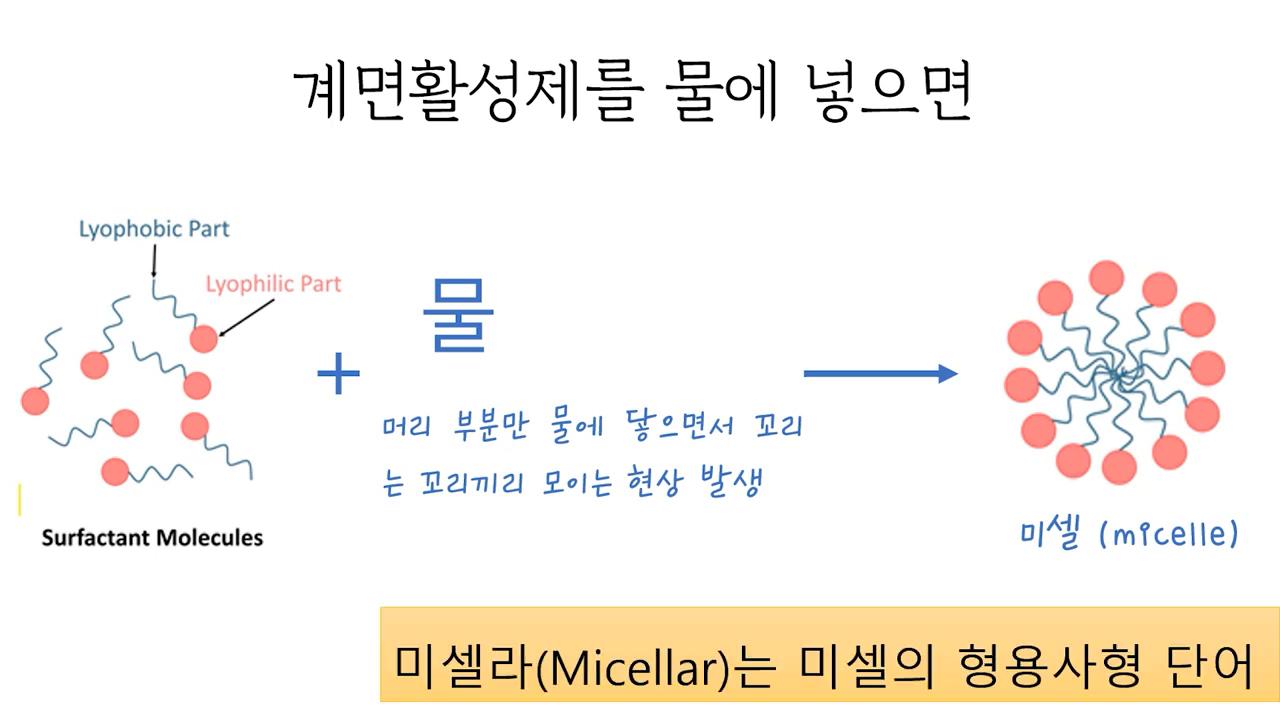 계면활성제를 물에 넣으면
Lyophobic Part
Lyophilic Part
물
+
머리 부분만 물에 닿으면서 꼬리
는 꼬리끼리 모이는 현상 발생
Surfactant Molecules
미셀 (micelle)
미셀라(Micellar)는 미셀의 형용사형 단어